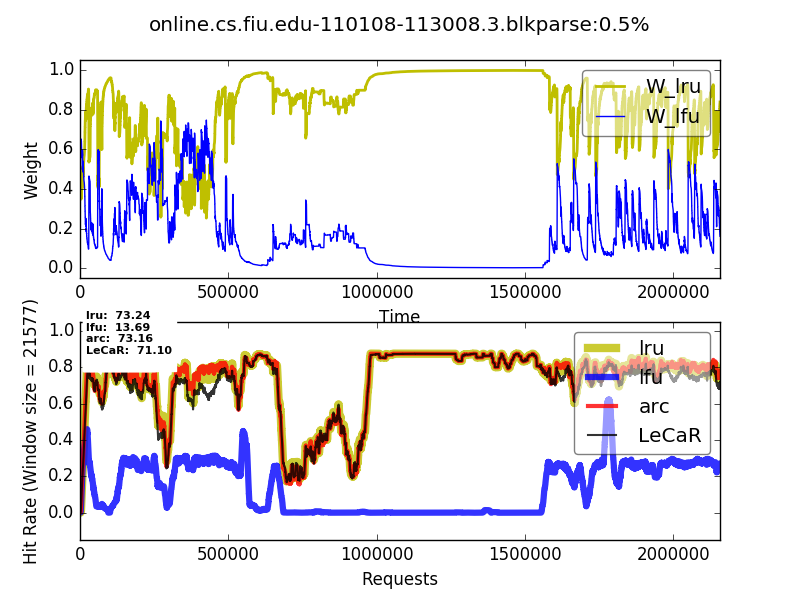 online.cs.fiu.edu-110108-113008.3.blkparse:0.5%
Weight
1.0
0.8
0.6
0.4
0.2
0.0
W_lru
W_lfu
0 500000 1000000 1500000 2000000
Time
Hit Rate (Window size = 21577)
lru: 73.24
lfu: 13.69
arc: 73.16
LeCaR: 71.10
1.0
0.8
0.6
0.4
0.2
0.0
lru
lfu
arc
LeCaR
0 500000 1000000 1500000 2000000
Requests